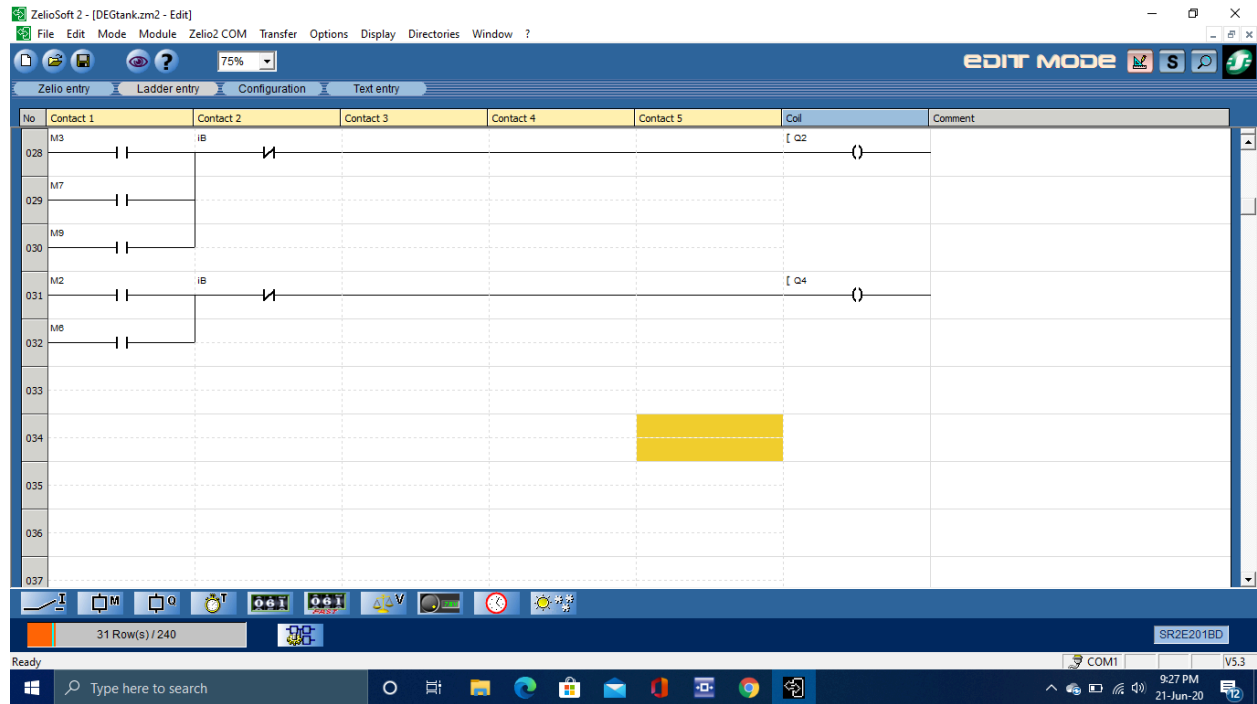 ZelioSoft 2 - [DEGtank.zm2 - Edit]
File Edit Mode Module Zelio2 COM Transfer Options Display Directories Window ?
75%
EDIT MODE
S
Zelio entry Ladder entry Configuration Text entry
No Contact 1 Contact 2 Contact 3 Contact 4 Contact 5 Coil Comment
M3 iB [ Q2
028
M7
029
M9
030
M2 iB [ Q4
031
M6
032
033
034
035
036
037
I M Q T 061 061 FAST V
31 Row(s) / 240
SR2E201BD
Ready COM1 V5.3
Type here to search
9:27 PM
21-Jun-20
12